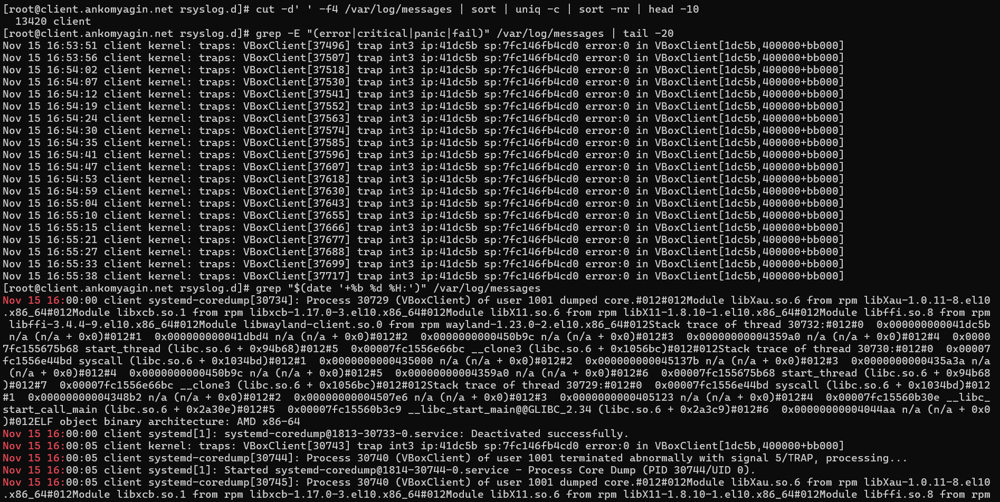 [root@client.ankomyagin.net rsyslog.d]# cut -d' ' -f4 /var/log/messages | sort | uniq -c | sort -nr | head -10
  13420 client
[root@client.ankomyagin.net rsyslog.d]# grep -E "(error|critical|panic|fail)" /var/log/messages | tail -20
Nov 15 16:53:51 client kernel: traps: VBoxClient[37496] trap int3 ip:41dc5b sp:7fc146fb4cd0 error:0 in VBoxClient[1dc5b,400000+bb000]
Nov 15 16:53:56 client kernel: traps: VBoxClient[37507] trap int3 ip:41dc5b sp:7fc146fb4cd0 error:0 in VBoxClient[1dc5b,400000+bb000]
Nov 15 16:54:02 client kernel: traps: VBoxClient[37518] trap int3 ip:41dc5b sp:7fc146fb4cd0 error:0 in VBoxClient[1dc5b,400000+bb000]
Nov 15 16:54:07 client kernel: traps: VBoxClient[37530] trap int3 ip:41dc5b sp:7fc146fb4cd0 error:0 in VBoxClient[1dc5b,400000+bb000]
Nov 15 16:54:12 client kernel: traps: VBoxClient[37541] trap int3 ip:41dc5b sp:7fc146fb4cd0 error:0 in VBoxClient[1dc5b,400000+bb000]
Nov 15 16:54:19 client kernel: traps: VBoxClient[37552] trap int3 ip:41dc5b sp:7fc146fb4cd0 error:0 in VBoxClient[1dc5b,400000+bb000]
Nov 15 16:54:24 client kernel: traps: VBoxClient[37563] trap int3 ip:41dc5b sp:7fc146fb4cd0 error:0 in VBoxClient[1dc5b,400000+bb000]
Nov 15 16:54:30 client kernel: traps: VBoxClient[37574] trap int3 ip:41dc5b sp:7fc146fb4cd0 error:0 in VBoxClient[1dc5b,400000+bb000]
Nov 15 16:54:35 client kernel: traps: VBoxClient[37585] trap int3 ip:41dc5b sp:7fc146fb4cd0 error:0 in VBoxClient[1dc5b,400000+bb000]
Nov 15 16:54:41 client kernel: traps: VBoxClient[37596] trap int3 ip:41dc5b sp:7fc146fb4cd0 error:0 in VBoxClient[1dc5b,400000+bb000]
Nov 15 16:54:47 client kernel: traps: VBoxClient[37607] trap int3 ip:41dc5b sp:7fc146fb4cd0 error:0 in VBoxClient[1dc5b,400000+bb000]
Nov 15 16:54:53 client kernel: traps: VBoxClient[37618] trap int3 ip:41dc5b sp:7fc146fb4cd0 error:0 in VBoxClient[1dc5b,400000+bb000]
Nov 15 16:54:59 client kernel: traps: VBoxClient[37630] trap int3 ip:41dc5b sp:7fc146fb4cd0 error:0 in VBoxClient[1dc5b,400000+bb000]
Nov 15 16:55:04 client kernel: traps: VBoxClient[37643] trap int3 ip:41dc5b sp:7fc146fb4cd0 error:0 in VBoxClient[1dc5b,400000+bb000]
Nov 15 16:55:10 client kernel: traps: VBoxClient[37655] trap int3 ip:41dc5b sp:7fc146fb4cd0 error:0 in VBoxClient[1dc5b,400000+bb000]
Nov 15 16:55:15 client kernel: traps: VBoxClient[37666] trap int3 ip:41dc5b sp:7fc146fb4cd0 error:0 in VBoxClient[1dc5b,400000+bb000]
Nov 15 16:55:21 client kernel: traps: VBoxClient[37677] trap int3 ip:41dc5b sp:7fc146fb4cd0 error:0 in VBoxClient[1dc5b,400000+bb000]
Nov 15 16:55:27 client kernel: traps: VBoxClient[37688] trap int3 ip:41dc5b sp:7fc146fb4cd0 error:0 in VBoxClient[1dc5b,400000+bb000]
Nov 15 16:55:33 client kernel: traps: VBoxClient[37699] trap int3 ip:41dc5b sp:7fc146fb4cd0 error:0 in VBoxClient[1dc5b,400000+bb000]
Nov 15 16:55:38 client kernel: traps: VBoxClient[37717] trap int3 ip:41dc5b sp:7fc146fb4cd0 error:0 in VBoxClient[1dc5b,400000+bb000]
[root@client.ankomyagin.net rsyslog.d]# grep "$(date '+%b %d %H:')" /var/log/messages
Nov 15 16:00:00 client systemd-coredump[30734]: Process 30729 (VBoxClient) of user 1001 dumped core.#012#012Module libXau.so.6 from rpm libXau-1.0.11-8.el10
.x86_64#012Module libxcb.so.1 from rpm libxcb-1.17.0-3.el10.x86_64#012Module libX11.so.6 from rpm libX11-1.8.10-1.el10.x86_64#012Module libffi.so.8 from rpm
 libffi-3.4.4-9.el10.x86_64#012Module libwayland-client.so.0 from rpm wayland-1.23.0-2.el10.x86_64#012Stack trace of thread 30732:#012#0  0x000000000041dc5b
 n/a (n/a + 0x0)#012#1  0x000000000041dbd4 n/a (n/a + 0x0)#012#2  0x0000000000450b9c n/a (n/a + 0x0)#012#3  0x00000000004359a0 n/a (n/a + 0x0)#012#4  0x0000
7fc155675b68 start_thread (libc.so.6 + 0x94b68)#012#5  0x00007fc1556e66bc __clone3 (libc.so.6 + 0x1056bc)#012#012Stack trace of thread 30730:#012#0  0x00007
fc1556e44bd syscall (libc.so.6 + 0x1034bd)#012#1  0x0000000000435000 n/a (n/a + 0x0)#012#2  0x000000000045137b n/a (n/a + 0x0)#012#3  0x0000000000435a3a n/a
 (n/a + 0x0)#012#4  0x0000000000450b9c n/a (n/a + 0x0)#012#5  0x00000000004359a0 n/a (n/a + 0x0)#012#6  0x00007fc155675b68 start_thread (libc.so.6 + 0x94b68
)#012#7  0x00007fc1556e66bc __clone3 (libc.so.6 + 0x1056bc)#012#012Stack trace of thread 30729:#012#0  0x00007fc1556e44bd syscall (libc.so.6 + 0x1034bd)#012
#1  0x00000000004348b2 n/a (n/a + 0x0)#012#2  0x00000000004507e6 n/a (n/a + 0x0)#012#3  0x0000000000405123 n/a (n/a + 0x0)#012#4  0x00007fc15560b30e __libc_
start_call_main (libc.so.6 + 0x2a30e)#012#5  0x00007fc15560b3c9 __libc_start_main@@GLIBC_2.34 (libc.so.6 + 0x2a3c9)#012#6  0x00000000004044aa n/a (n/a + 0x0
)#012ELF object binary architecture: AMD x86-64
Nov 15 16:00:00 client systemd[1]: systemd-coredump@1813-30733-0.service: Deactivated successfully.
Nov 15 16:00:05 client kernel: traps: VBoxClient[30743] trap int3 ip:41dc5b sp:7fc146fb4cd0 error:0 in VBoxClient[1dc5b,400000+bb000]
Nov 15 16:00:05 client systemd-coredump[30744]: Process 30740 (VBoxClient) of user 1001 terminated abnormally with signal 5/TRAP, processing...
Nov 15 16:00:05 client systemd[1]: Started systemd-coredump@1814-30744-0.service - Process Core Dump (PID 30744/UID 0).
Nov 15 16:00:05 client systemd-coredump[30745]: Process 30740 (VBoxClient) of user 1001 dumped core.#012#012Module libXau.so.6 from rpm libXau-1.0.11-8.el10
.x86_64#012Module libxcb.so.1 from rpm libxcb-1.17.0-3.el10.x86_64#012Module libX11.so.6 from rpm libX11-1.8.10-1.el10.x86_64#012Module libffi.so.8 from rpm